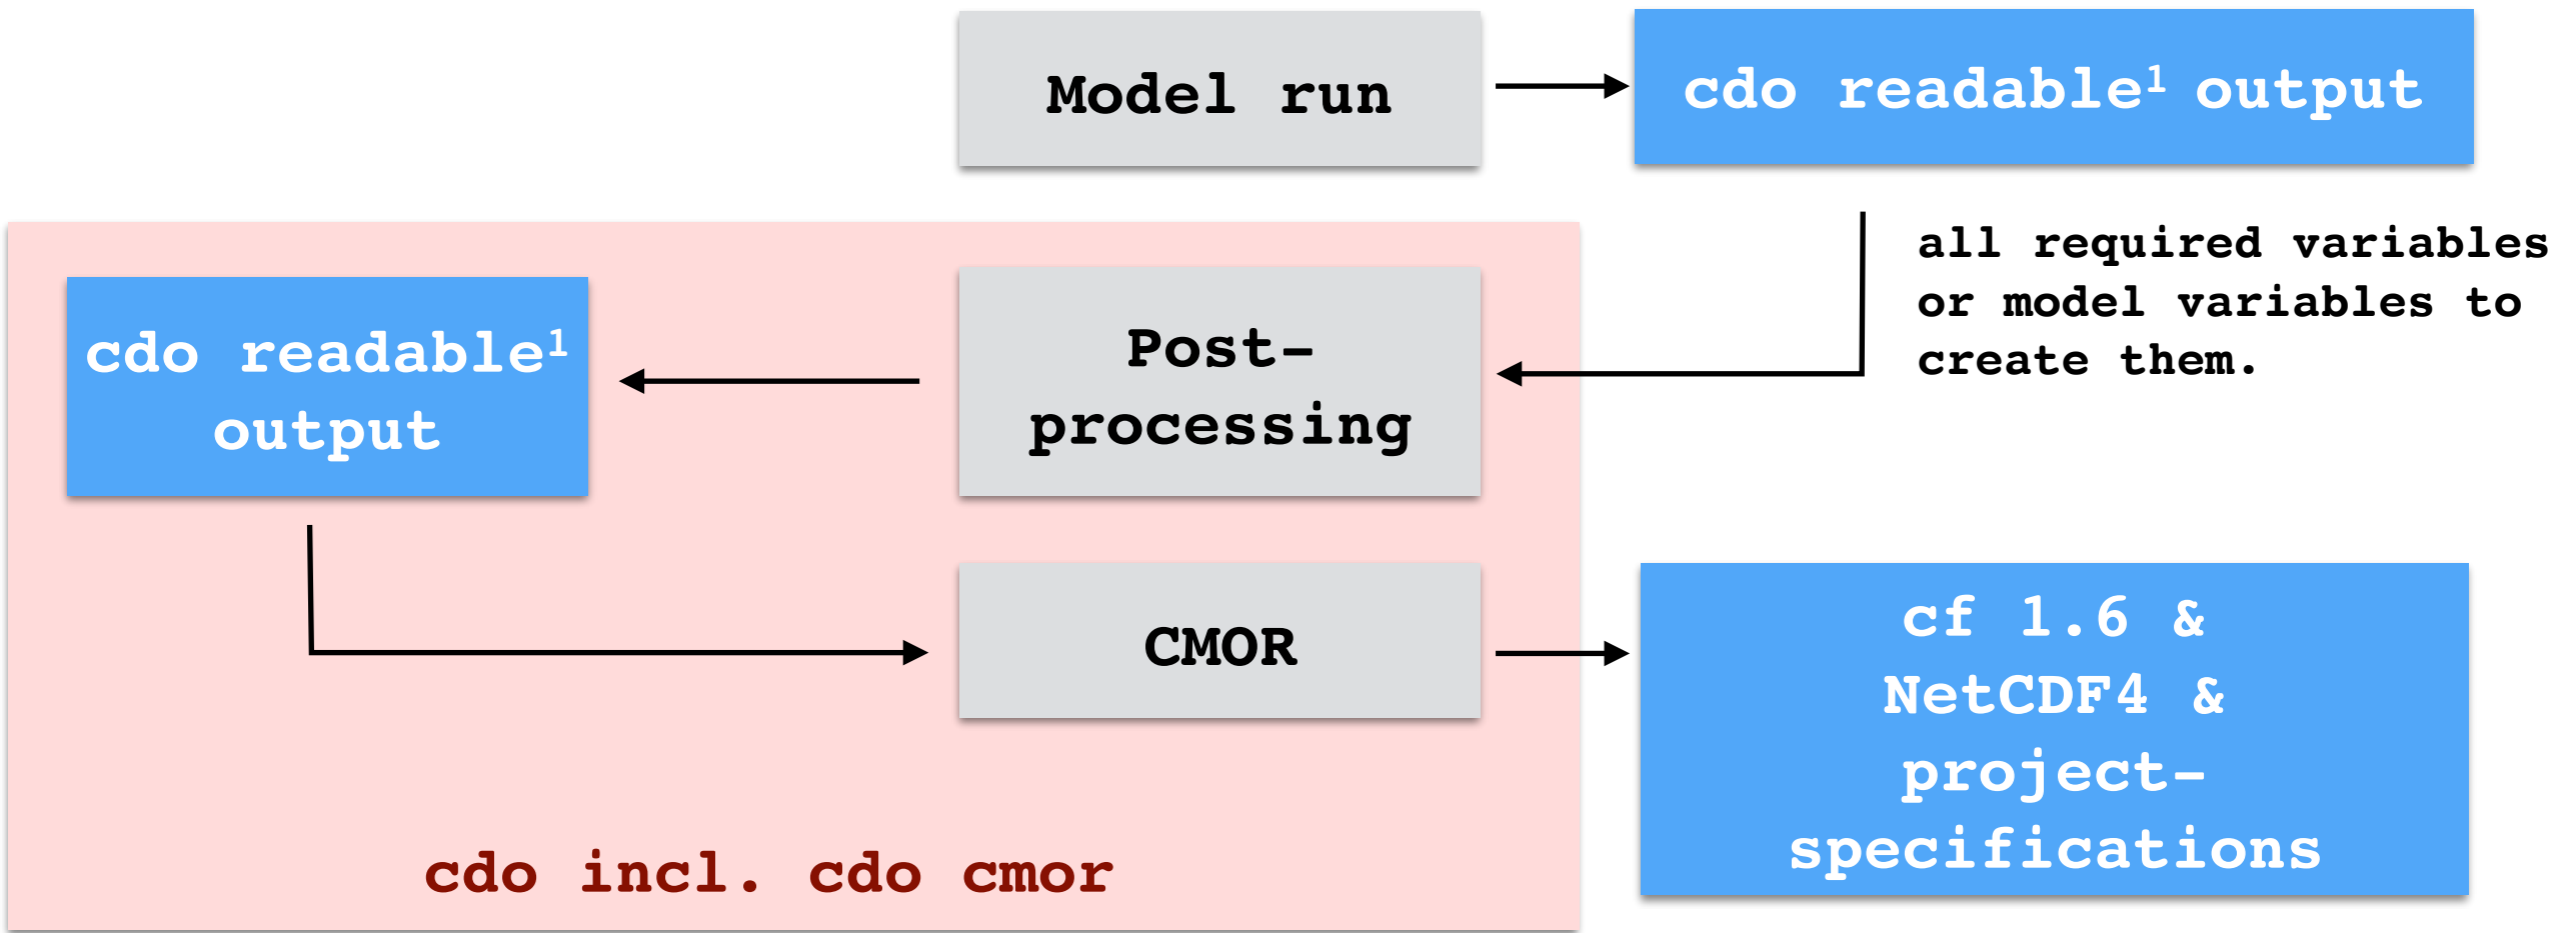 Model run
cdo readable¹ output
all required variables
or model variables to
create them.
cdo readable¹
output
Post-
processing
CMOR
cf 1.6 &
NetCDF4 &
project-
specifications
cdo incl. cdo cmor